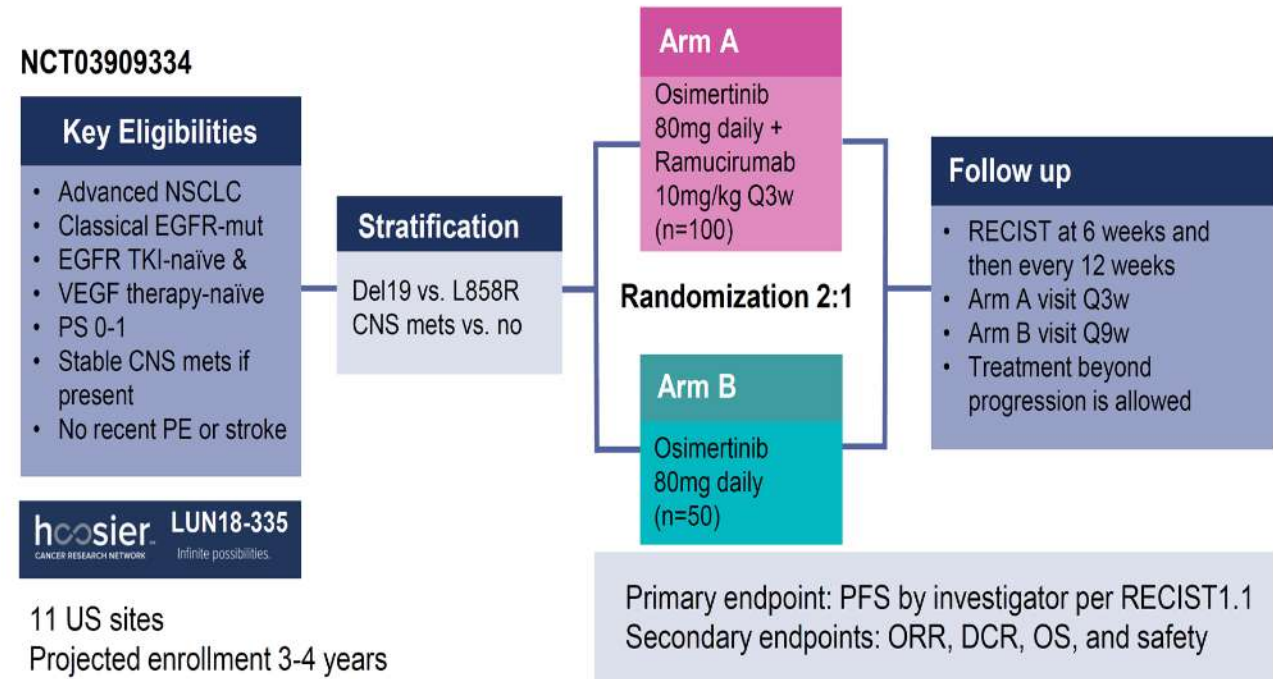 NCT03909334
Key Eligibilities
• Advanced NSCLC
• Classical EGFR-mut
• EGFR TKI-naïve &
• VEGF therapy-naïve
• PS 0-1
• Stable CNS mets if
present
• No recent PE or stroke
hoosier
CANCER RESEARCH NETWORK
LUN18-335
Infinite possibilities.
11 US sites
Projected enrollment 3-4 years
Stratification
Del19 vs. L858R
CNS mets vs. no
Arm A
Osimertinib
80mg daily +
Ramucirumab
10mg/kg Q3w
(n=100)
Randomization 2:1
Arm B
Osimertinib
80mg daily
(n=50)
Follow up
• RECIST at 6 weeks and
then every 12 weeks
• Arm A visit Q3w
• Arm B visit Q9w
• Treatment beyond
progression is allowed
Primary endpoint: PFS by investigator per RECIST1.1
Secondary endpoints: ORR, DCR, OS, and safety